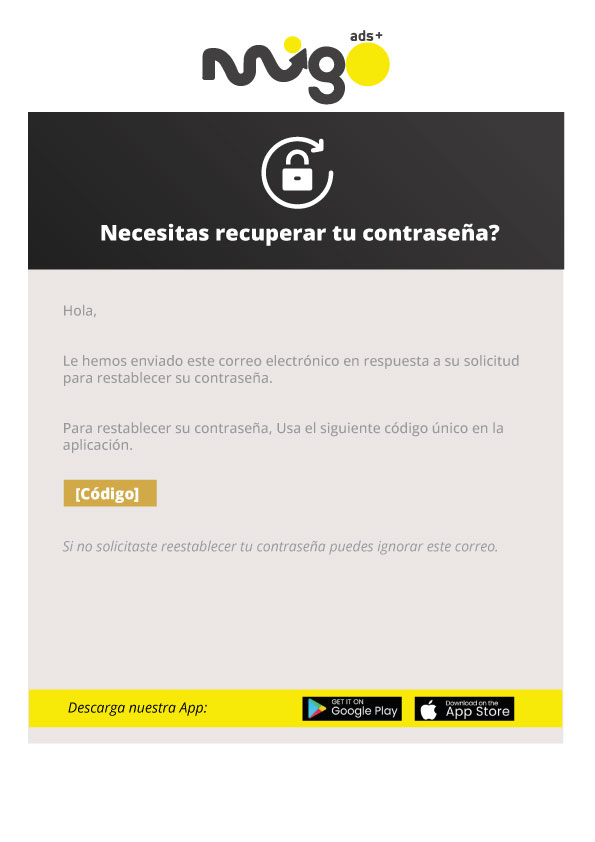 ads+
migo
Necesitas recuperar tu contraseña?
Hola,
Le hemos enviado este correo electrónico en respuesta a su solicitud
para restablecer su contraseña.
Para restablecer su contraseña, Usa el siguiente código único en la
aplicación.
[Código]
Si no solicitaste reestablecer tu contraseña puedes ignorar este correo.
Descarga nuestra App:
GET IT ON
Google Play
Download on the
App Store